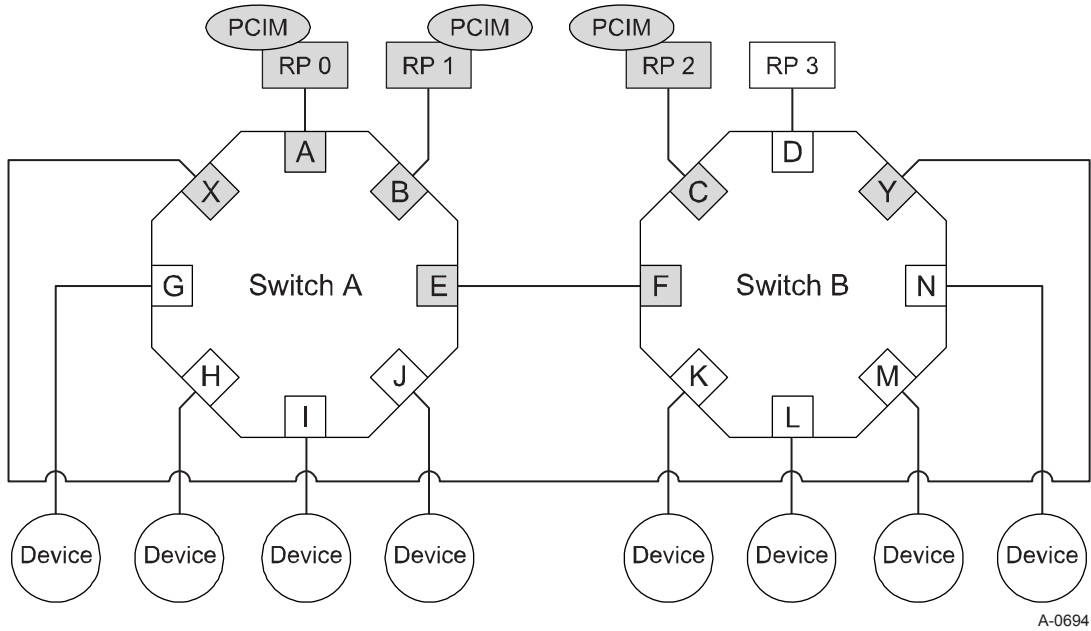 PCIM
PCIM
PCIM
RP 0
RP 1
RP 2
RP 3
A
D
X
B
C
Y
G
Switch A
E
F
Switch B
N
H
J
K
M
I
L
Device
Device
Device
Device
Device
Device
Device
Device
A-0694